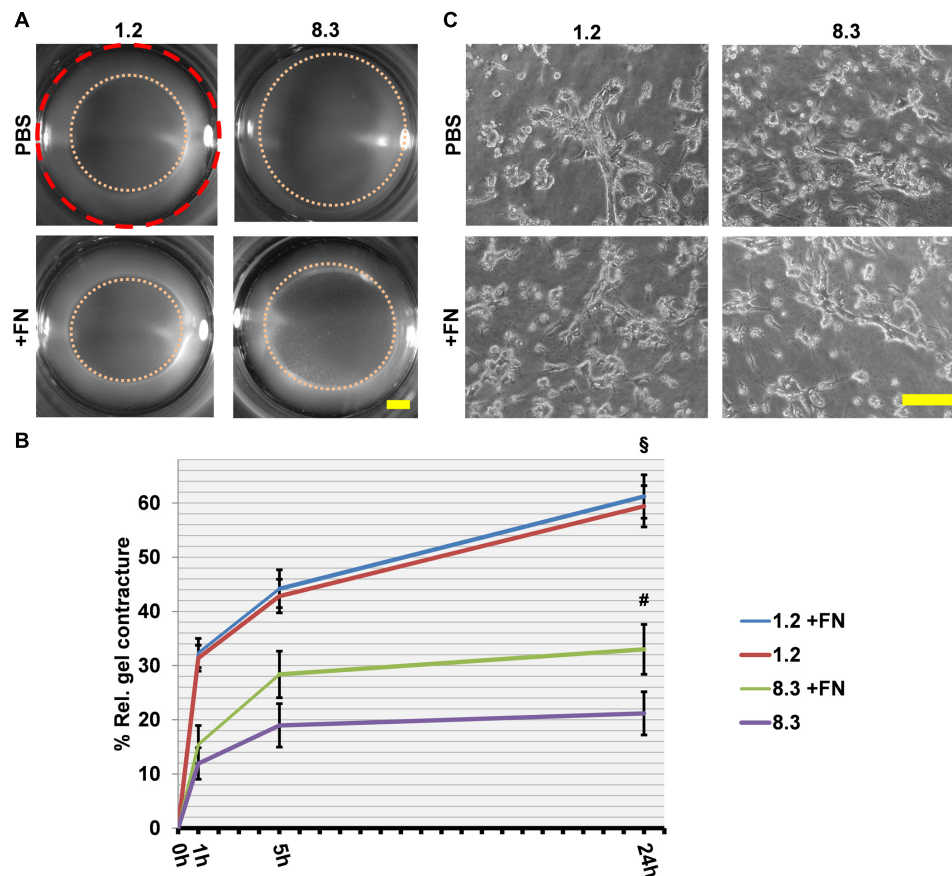 A
1.2
8.3
PBS
+FN
C
1.2
8.3
PBS
+FN
B
§
#
% Rel. gel contracture
60
50
40
30
20
10
0
0h
1h
5h
24h
1.2 +FN
1.2
8.3 +FN
8.3